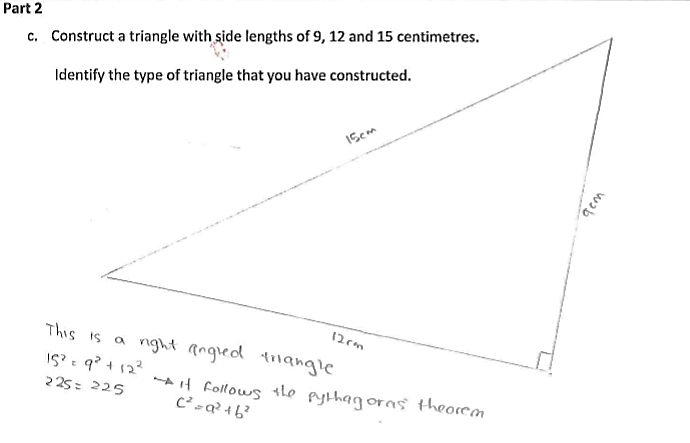 Part 2
c. Construct a triangle with side lengths of 9, 12 and 15 centimetres.
Identify the type of triangle that you have constructed.
15cm
9cm
12cm
This is a right angled triangle
15² = 9² + 12² → it follows the pythagoras' theorem
225 = 225
c² = a² + b²